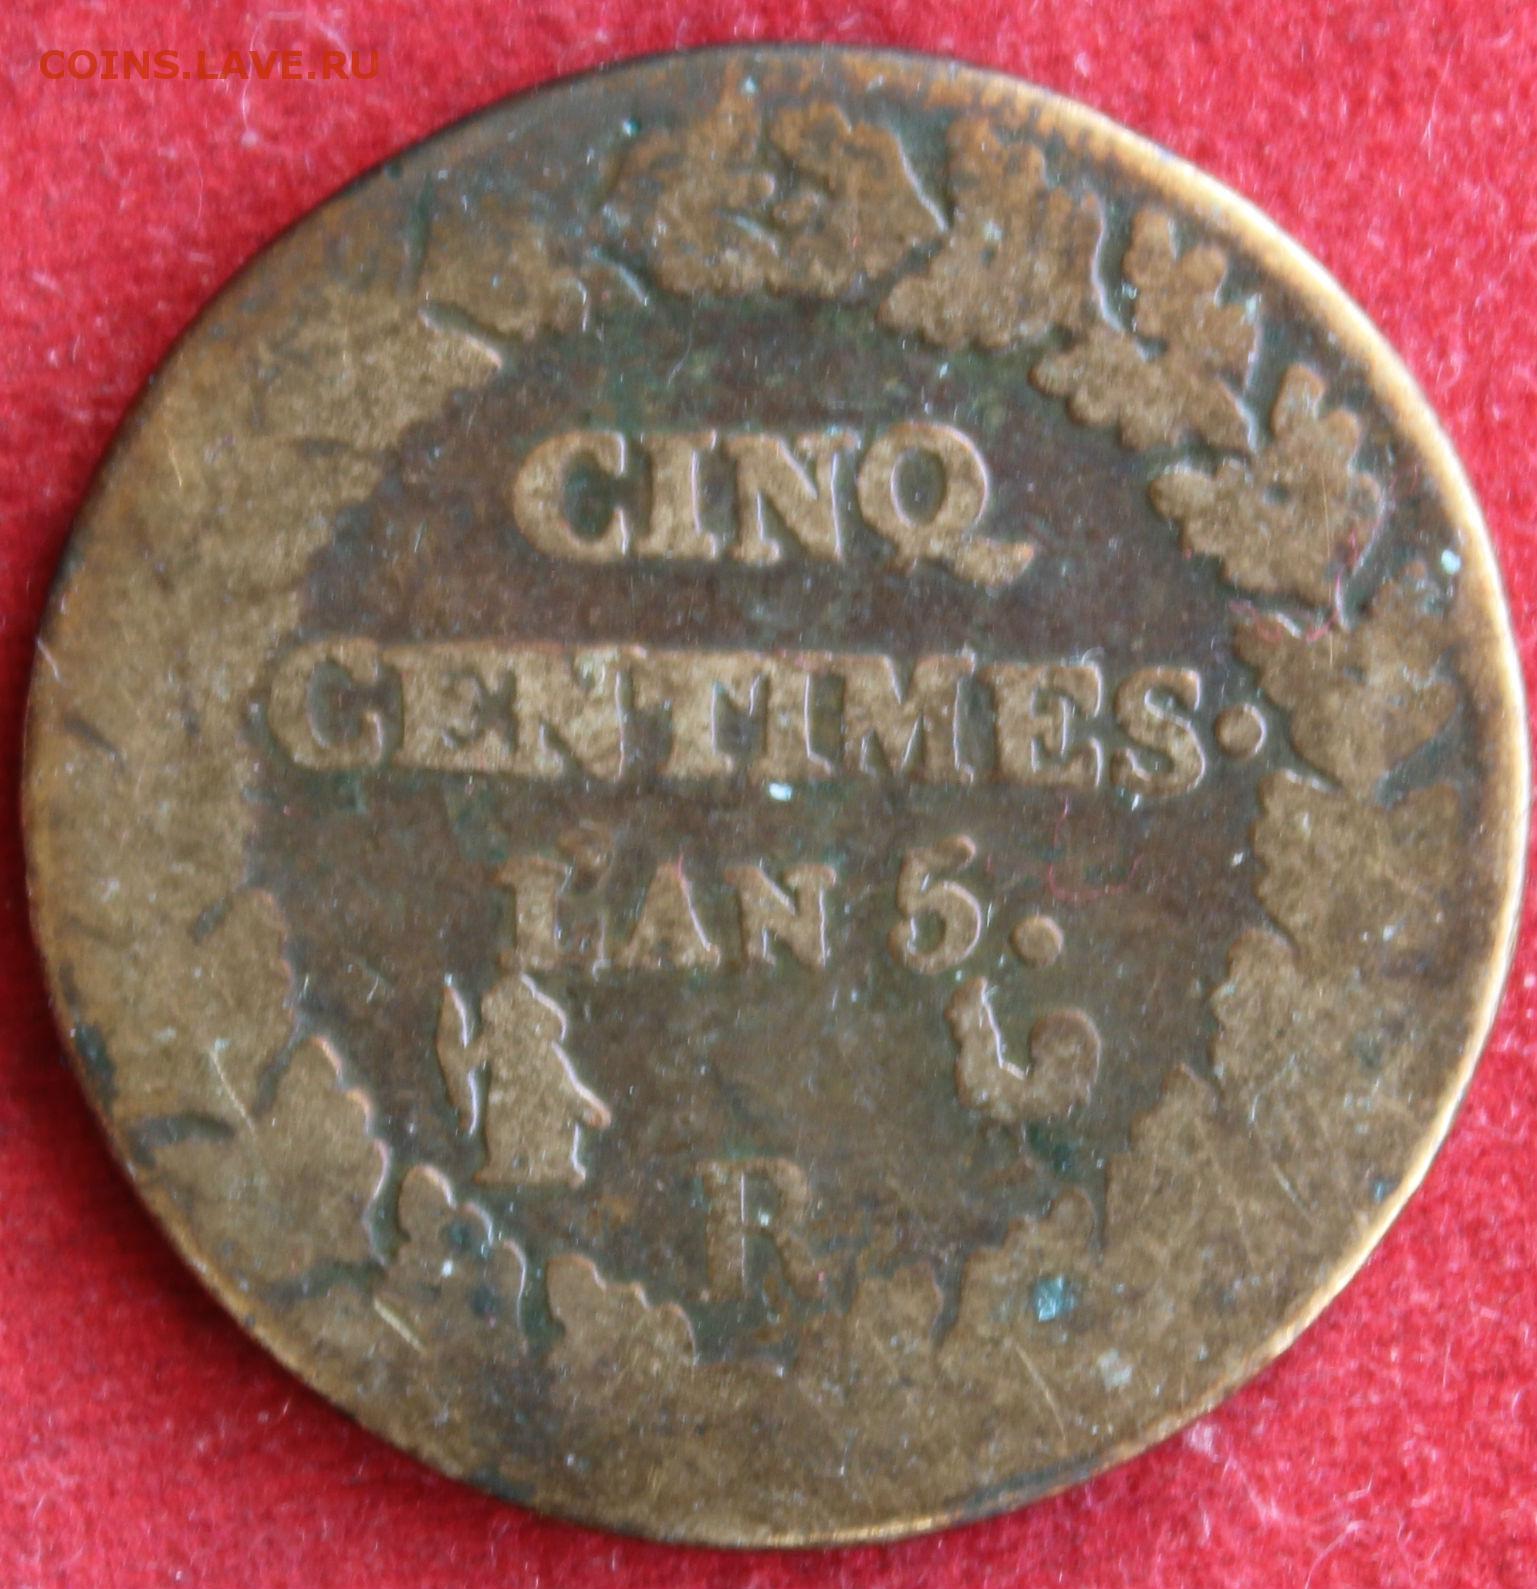 COINS.LAVE.RU
CINQ
CENTIMES.
L'AN 5.
R